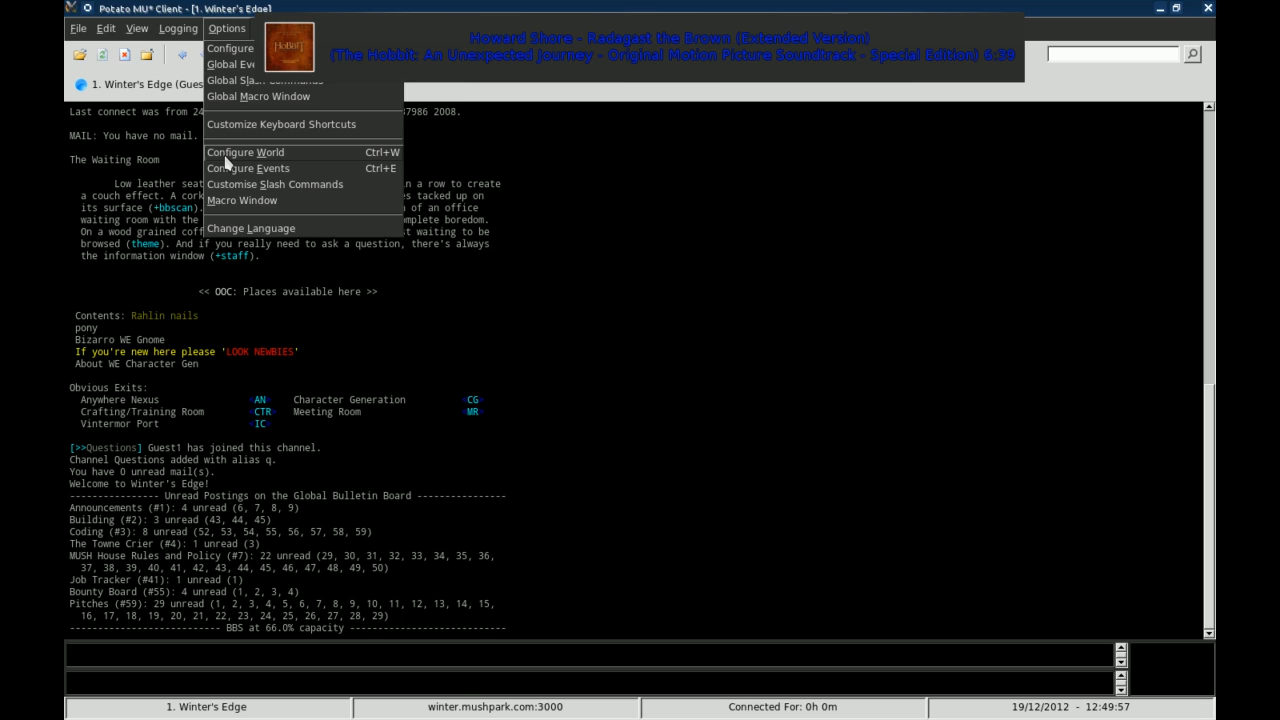 Potato MU* Client - [1. Winter's Edge]
File Edit View Logging Options
HOBBIT
Howard Shore - Radagast the Brown (Extended Version)
(The Hobbit: An Unexpected Journey - Original Motion Picture Soundtrack - Special Edition) 6:39
Configure
Global Eve
Global Slash Commands
Global Macro Window
Customize Keyboard Shortcuts
Configure World Ctrl+W
Configure Events Ctrl+E
Customise Slash Commands
Macro Window
Change Language
1. Winter's Edge (Gues
Last connect was from 24 87986 2008.
MAIL: You have no mail.
The Waiting Room
Low leather seat n a row to create
a couch effect. A cork es tacked up on
its surface (+bbscan). of an office
waiting room with the mplete boredom.
On a wood grained coff t waiting to be
browsed (theme). And if you really need to ask a question, there's always
the information window (+staff).
<< OOC: Places available here >>
Contents: Rahlin nails
pony
Bizarro WE Gnome
If you're new here please 'LOOK NEWBIES'
About WE Character Gen
Obvious Exits:
Anywhere Nexus <AN> Character Generation <CG>
Crafting/Training Room <CTR> Meeting Room <MR>
Vintermor Port <IC>
[>>Questions] Guest1 has joined this channel.
Channel Questions added with alias q.
You have 0 unread mail(s).
Welcome to Winter's Edge!
---------------- Unread Postings on the Global Bulletin Board ----------------
Announcements (#1): 4 unread (6, 7, 8, 9)
Building (#2): 3 unread (43, 44, 45)
Coding (#3): 8 unread (52, 53, 54, 55, 56, 57, 58, 59)
The Towne Crier (#4): 1 unread (3)
MUSH House Rules and Policy (#7): 22 unread (29, 30, 31, 32, 33, 34, 35, 36,
37, 38, 39, 40, 41, 42, 43, 44, 45, 46, 47, 48, 49, 50)
Job Tracker (#41): 1 unread (1)
Bounty Board (#55): 4 unread (1, 2, 3, 4)
Pitches (#59): 29 unread (1, 2, 3, 4, 5, 6, 7, 8, 9, 10, 11, 12, 13, 14, 15,
16, 17, 18, 19, 20, 21, 22, 23, 24, 25, 26, 27, 28, 29)
--------------------------- BBS at 66.0% capacity ----------------------------
1. Winter's Edge winter.mushpark.com:3000 Connected For: 0h 0m 19/12/2012 - 12:49:57